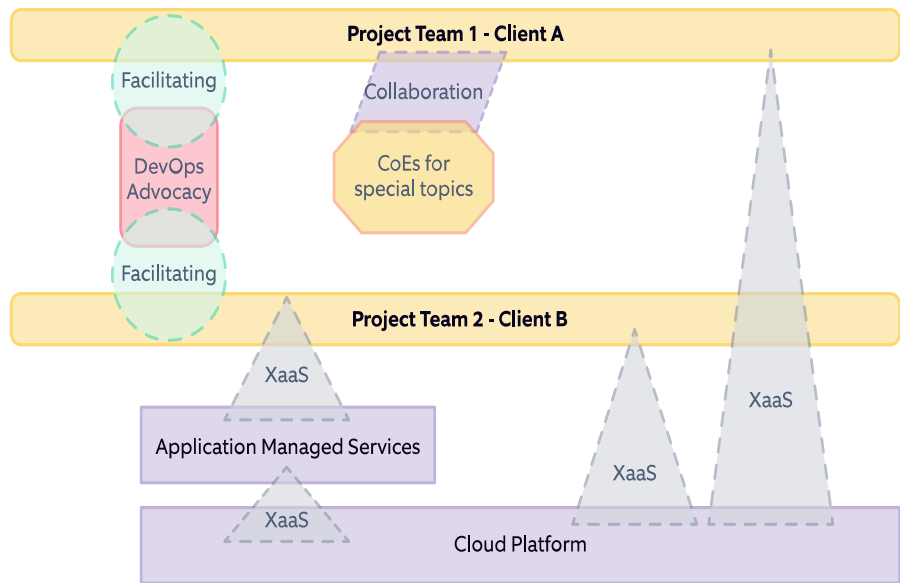 Project Team 1 - Client A
Facilitating
Collaboration
DevOps
Advocacy
CoEs for
special topics
Facilitating
Project Team 2 - Client B
XaaS
XaaS
Application Managed Services
XaaS
XaaS
Cloud Platform